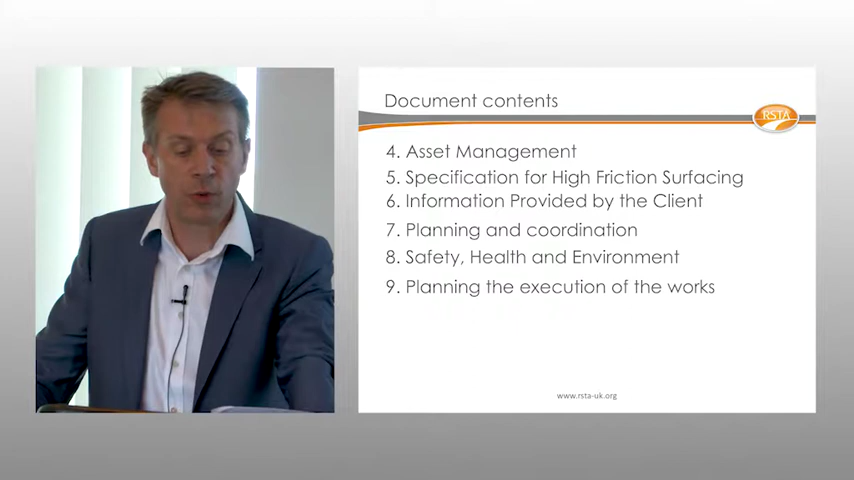 Document contents
RSTA
4. Asset Management
5. Specification for High Friction Surfacing
6. Information Provided by the Client
7. Planning and coordination
8. Safety, Health and Environment
9. Planning the execution of the works
www.rsta-uk.org